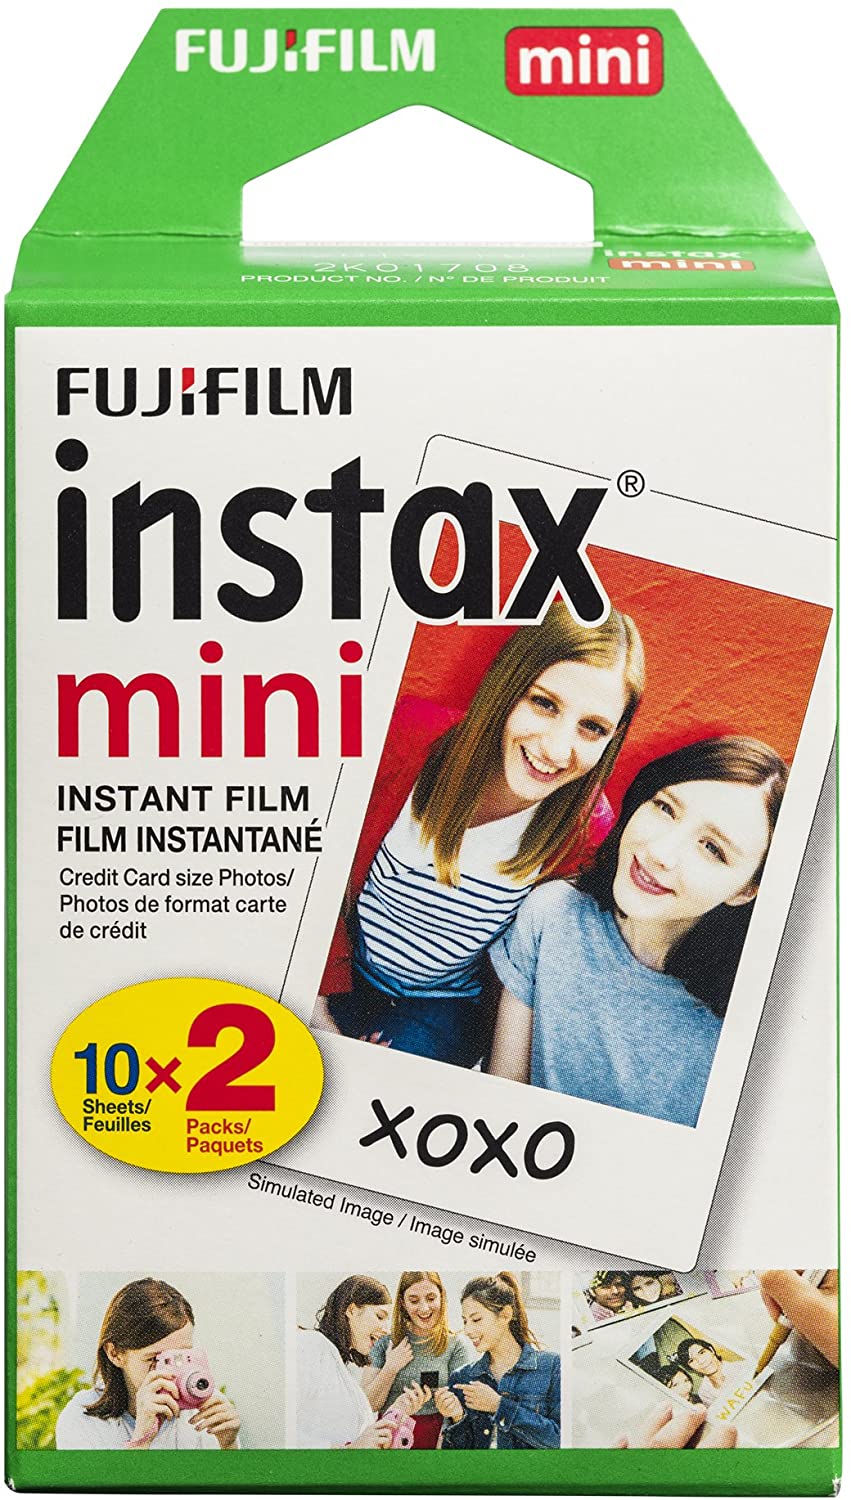 FUJIFILM mini
instax
mini
2K01708
PRODUCT NO. / N° DE PRODUIT
FUJIFILM
instax®
mini
INSTANT FILM
FILM INSTANTANÉ
Credit Card size Photos/
Photos de format carte
de crédit
10 × 2
Sheets/
Feuilles
Packs/
Paquets
xoxo
Simulated Image / Image simulée
WAFU